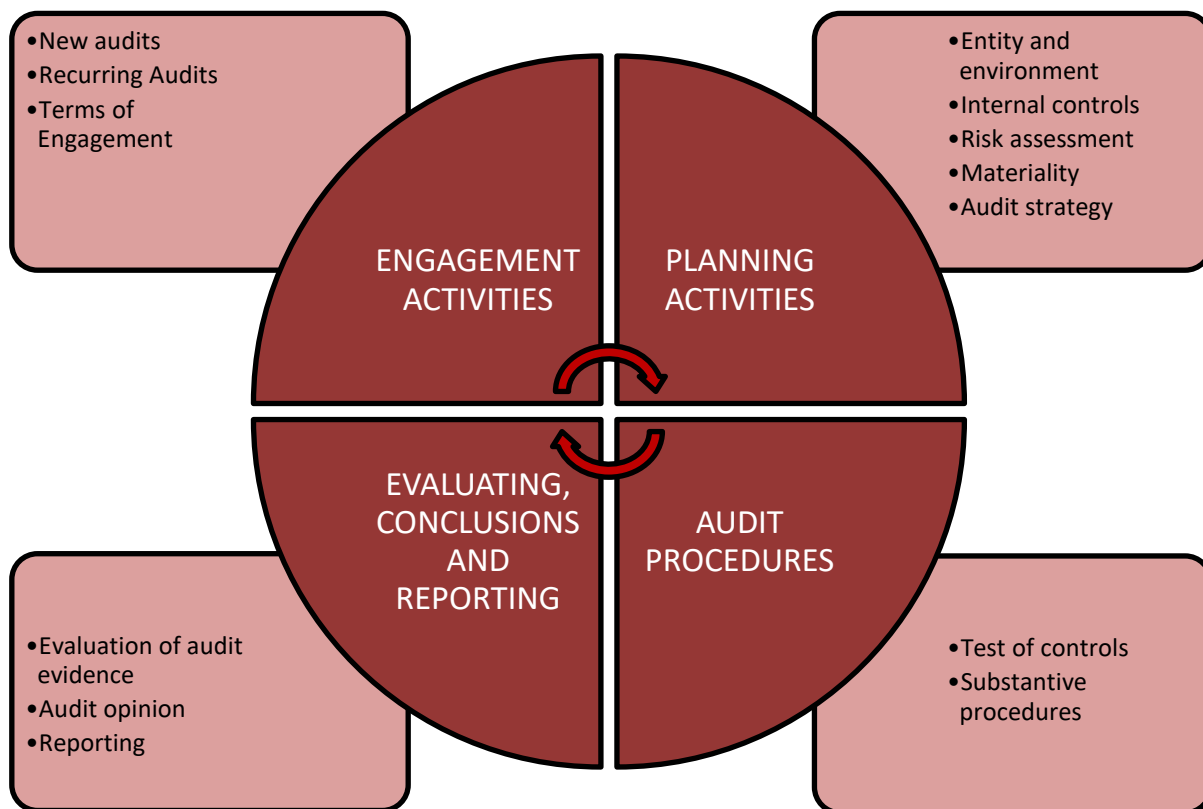 •New audits
•Recurring Audits
•Terms of
Engagement
•Entity and
environment
•Internal controls
•Risk assessment
•Materiality
•Audit strategy
ENGAGEMENT
ACTIVITIES
PLANNING
ACTIVITIES
EVALUATING,
CONCLUSIONS
AND
REPORTING
AUDIT
PROCEDURES
•Evaluation of audit
evidence
•Audit opinion
•Reporting
•Test of controls
•Substantive
procedures